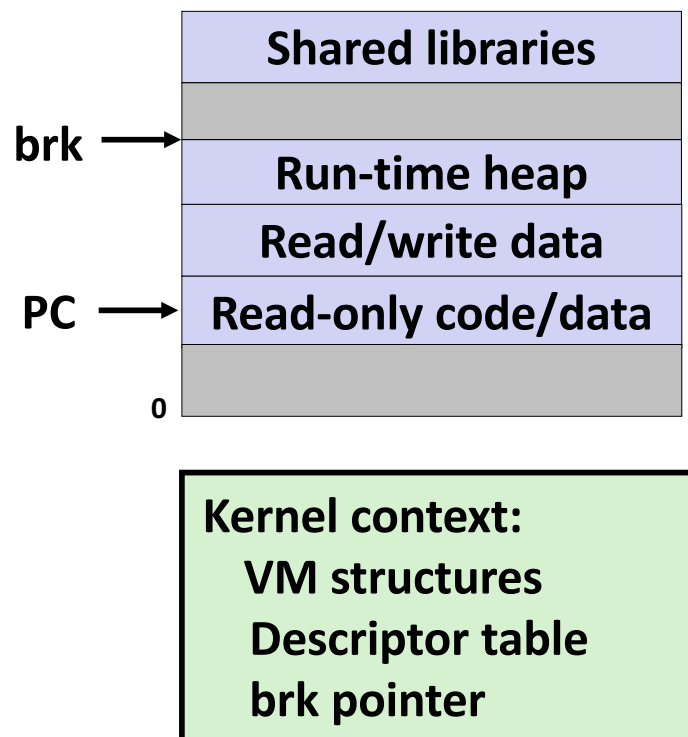 Shared libraries
brk
Run-time heap
Read/write data
PC
Read-only code/data
0
Kernel context:
VM structures
Descriptor table
brk pointer